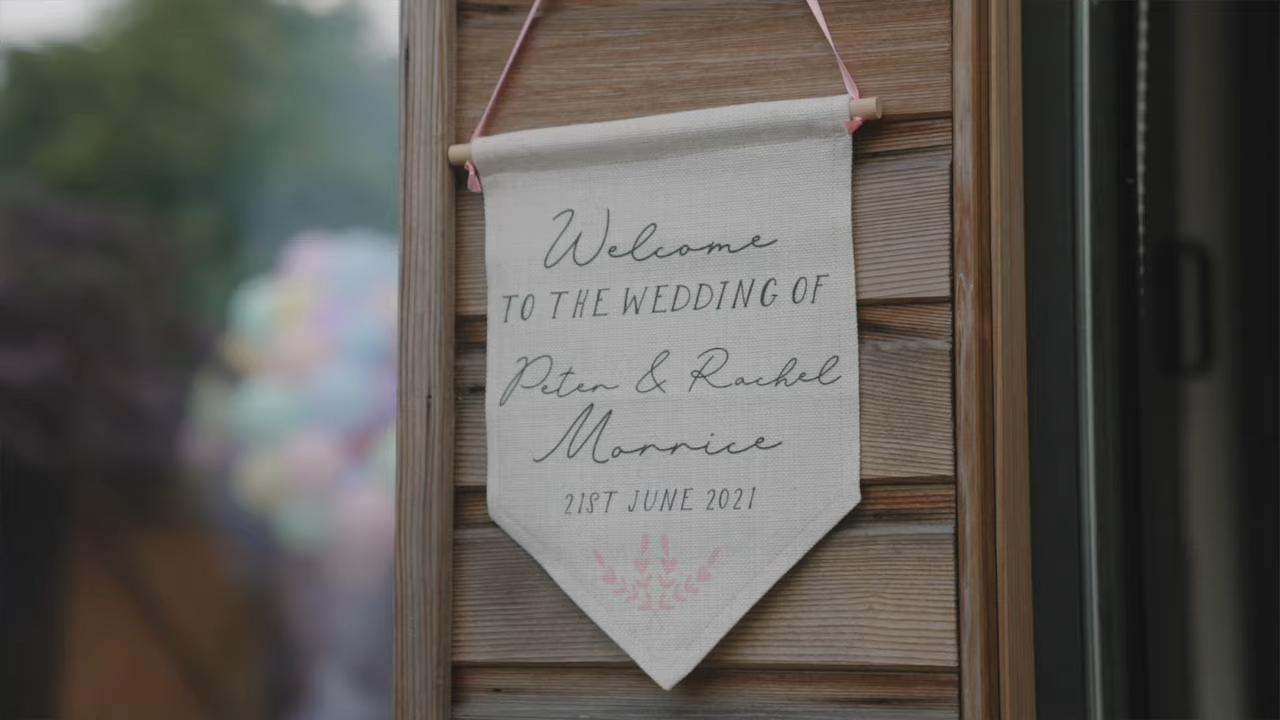 Welcome
TO THE WEDDING OF
Peter & Rachel
Morrice
21ST JUNE 2021